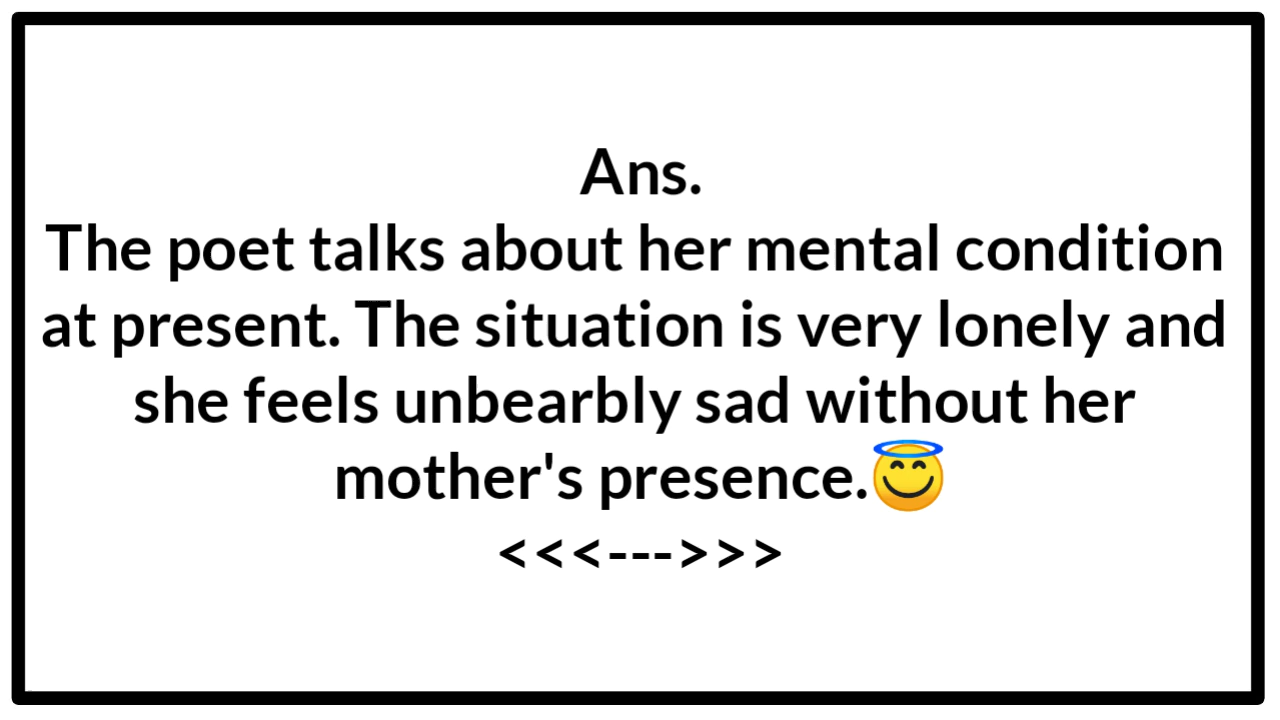 Ans.
The poet talks about her mental condition
at present. The situation is very lonely and
she feels unbearbly sad without her
mother's presence.😇
<<<--->>>